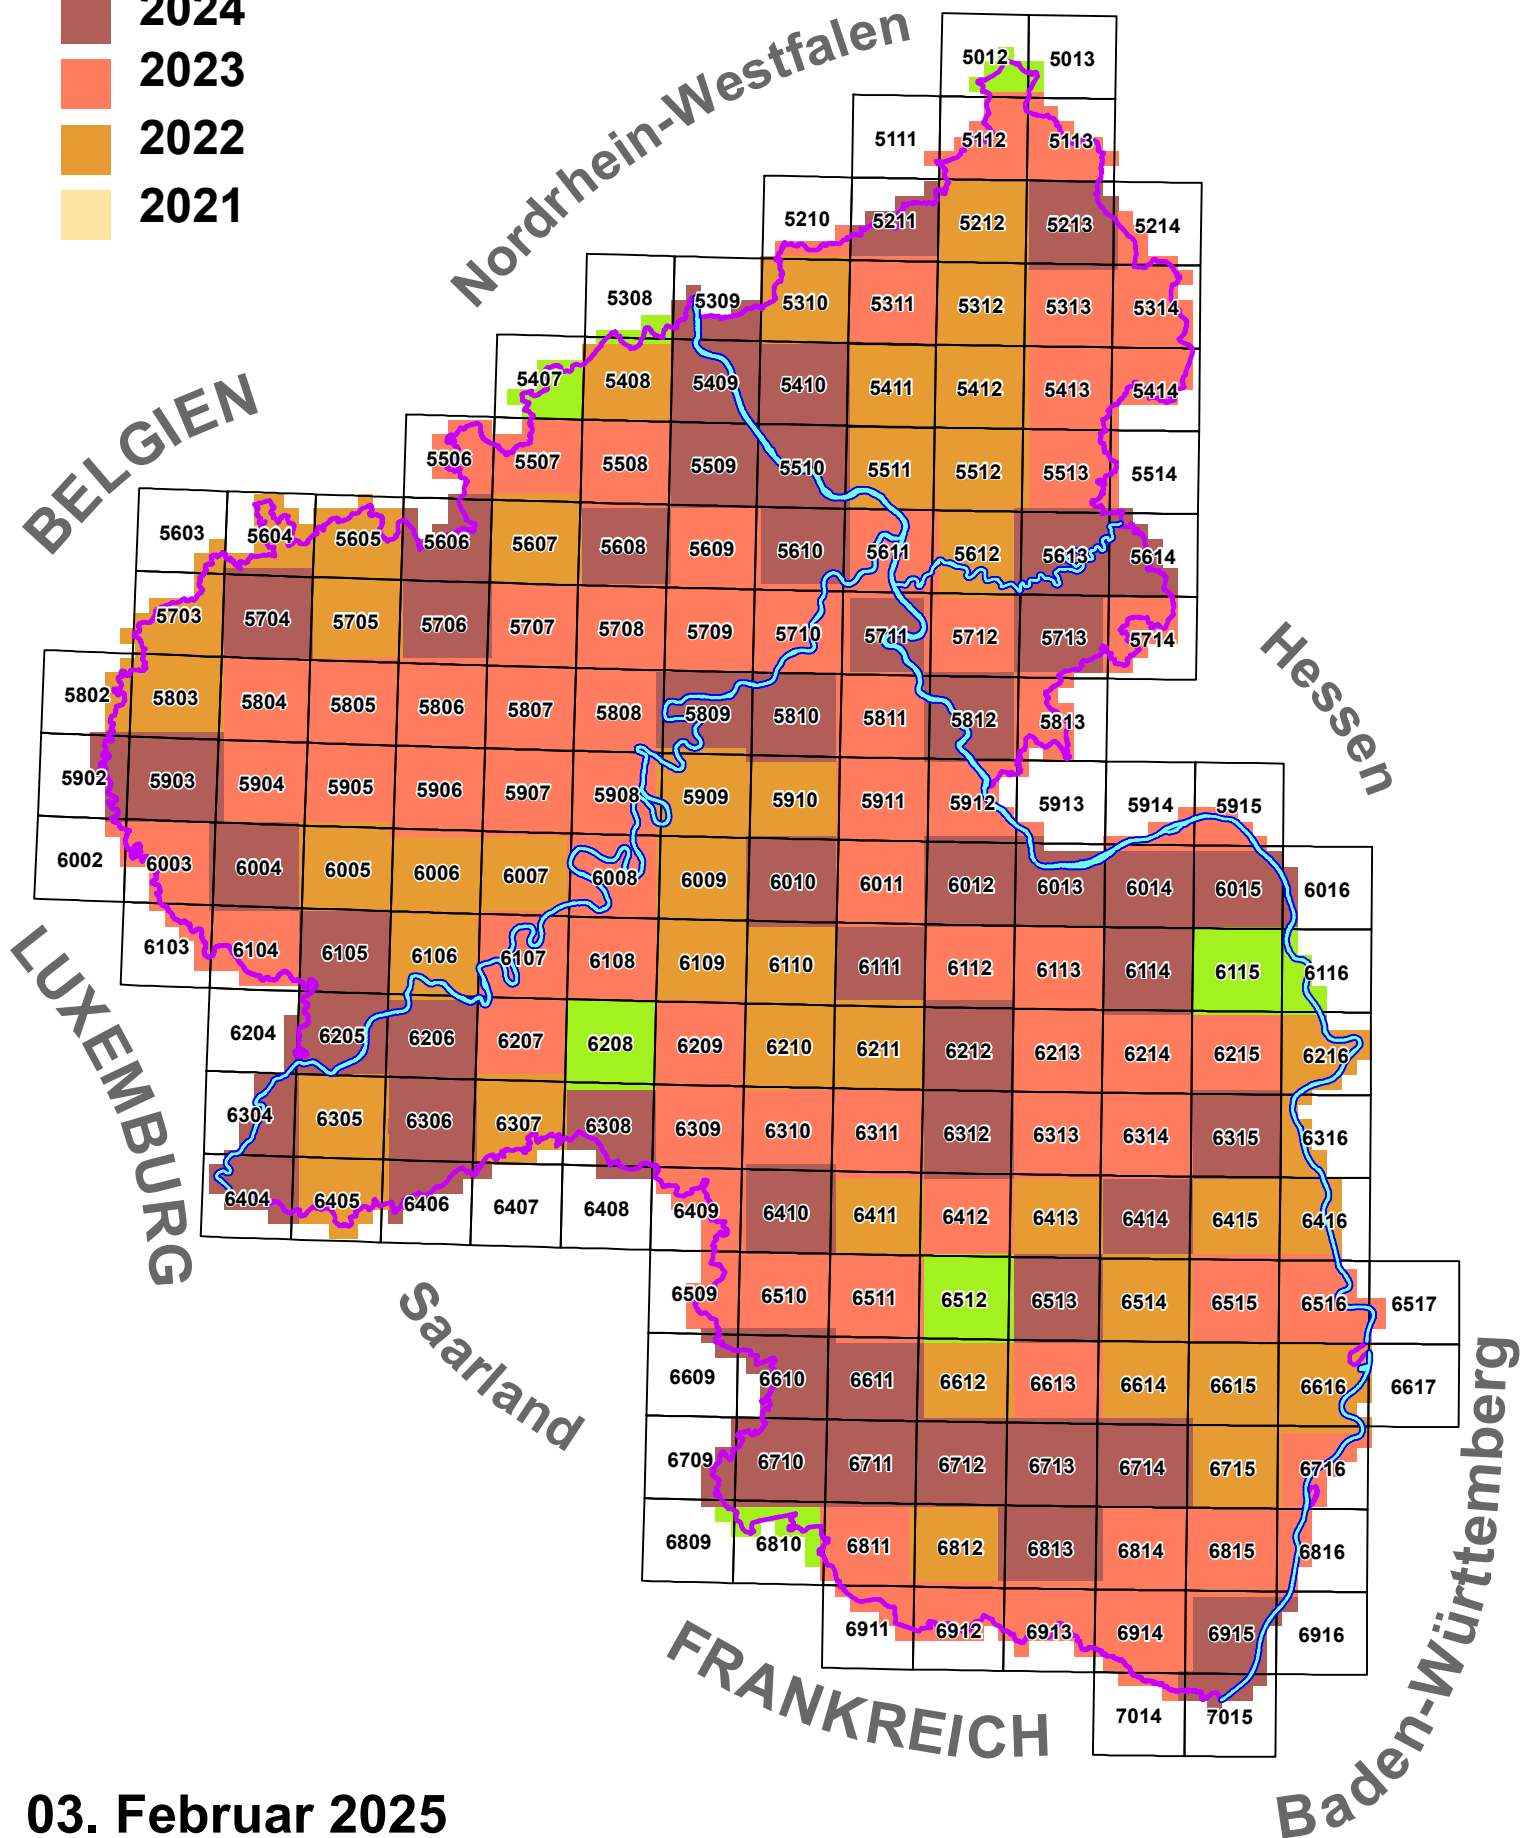 2024
2023
2022
2021
Nordrhein-Westfalen
BELGIEN
LUXEMBURG
Saarland
FRANKREICH
Baden-Württemberg
Hessen
5012 5013
5111 5112 5113
5210 5211 5212 5213 5214
5308 5309 5310 5311 5312 5313 5314
5407 5408 5409 5410 5411 5412 5413 5414
5506 5507 5508 5509 5510 5511 5512 5513 5514
5603 5604 5605 5606 5607 5608 5609 5610 5611 5612 5613 5614
5703 5704 5705 5706 5707 5708 5709 5710 5711 5712 5713 5714
5802 5803 5804 5805 5806 5807 5808 5809 5810 5811 5812 5813
5902 5903 5904 5905 5906 5907 5908 5909 5910 5911 5912 5913 5914 5915
6002 6003 6004 6005 6006 6007 6008 6009 6010 6011 6012 6013 6014 6015 6016
6103 6104 6105 6106 6107 6108 6109 6110 6111 6112 6113 6114 6115 6116
6204 6205 6206 6207 6208 6209 6210 6211 6212 6213 6214 6215 6216
6304 6305 6306 6307 6308 6309 6310 6311 6312 6313 6314 6315 6316
6404 6405 6406 6407 6408 6409 6410 6411 6412 6413 6414 6415 6416
6509 6510 6511 6512 6513 6514 6515 6516 6517
6609 6610 6611 6612 6613 6614 6615 6616 6617
6709 6710 6711 6712 6713 6714 6715 6716
6809 6810 6811 6812 6813 6814 6815 6816
6911 6912 6913 6914 6915 6916
7014 7015
03. Februar 2025